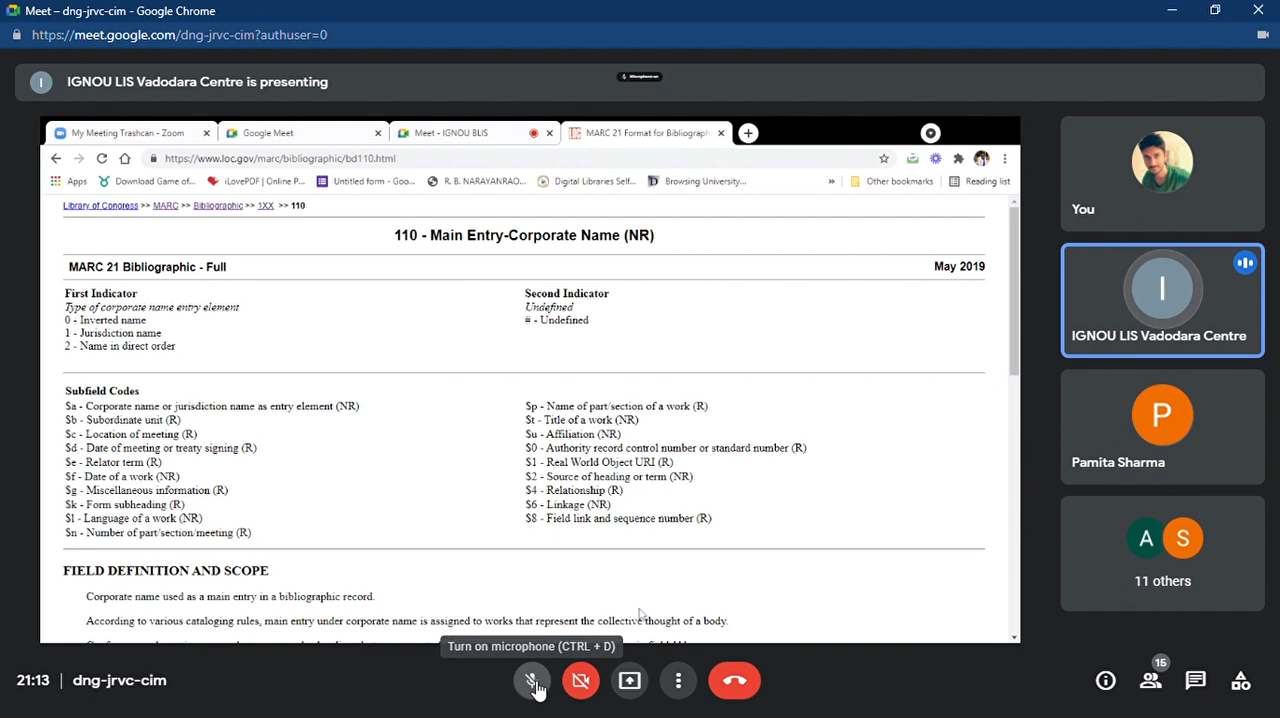 Meet – dng-jrvc-cim - Google Chrome
https://meet.google.com/dng-jrvc-cim?authuser=0
I IGNOU LIS Vadodara Centre is presenting
My Meeting Trashcan - Zoom
Google Meet
Meet - IGNOU BLIS
MARC 21 Format for Bibliograph
https://www.loc.gov/marc/bibliographic/bd110.html
Apps Download Game of... iLovePDF | Online P... Untitled form - Goo... R. B. NARAYANRAO... Digital Libraries Self... Browsing University... » Other bookmarks Reading list
Library of Congress >> MARC >> Bibliographic >> 1XX >> 110
110 - Main Entry-Corporate Name (NR)
MARC 21 Bibliographic - Full May 2019
First Indicator
Type of corporate name entry element
0 - Inverted name
1 - Jurisdiction name
2 - Name in direct order
Second Indicator
Undefined
# - Undefined
Subfield Codes
$a - Corporate name or jurisdiction name as entry element (NR)
$b - Subordinate unit (R)
$c - Location of meeting (R)
$d - Date of meeting or treaty signing (R)
$e - Relator term (R)
$f - Date of a work (NR)
$g - Miscellaneous information (R)
$k - Form subheading (R)
$l - Language of a work (NR)
$n - Number of part/section/meeting (R)
$p - Name of part/section of a work (R)
$t - Title of a work (NR)
$u - Affiliation (NR)
$0 - Authority record control number or standard number (R)
$1 - Real World Object URI (R)
$2 - Source of heading or term (NR)
$4 - Relationship (R)
$6 - Linkage (NR)
$8 - Field link and sequence number (R)
FIELD DEFINITION AND SCOPE
Corporate name used as a main entry in a bibliographic record.
According to various cataloging rules, main entry under corporate name is assigned to works that represent the collective thought of a body.
You
I
IGNOU LIS Vadodara Centre
P
Pamita Sharma
A S
11 others
Turn on microphone (CTRL + D)
21:13 | dng-jrvc-cim
15